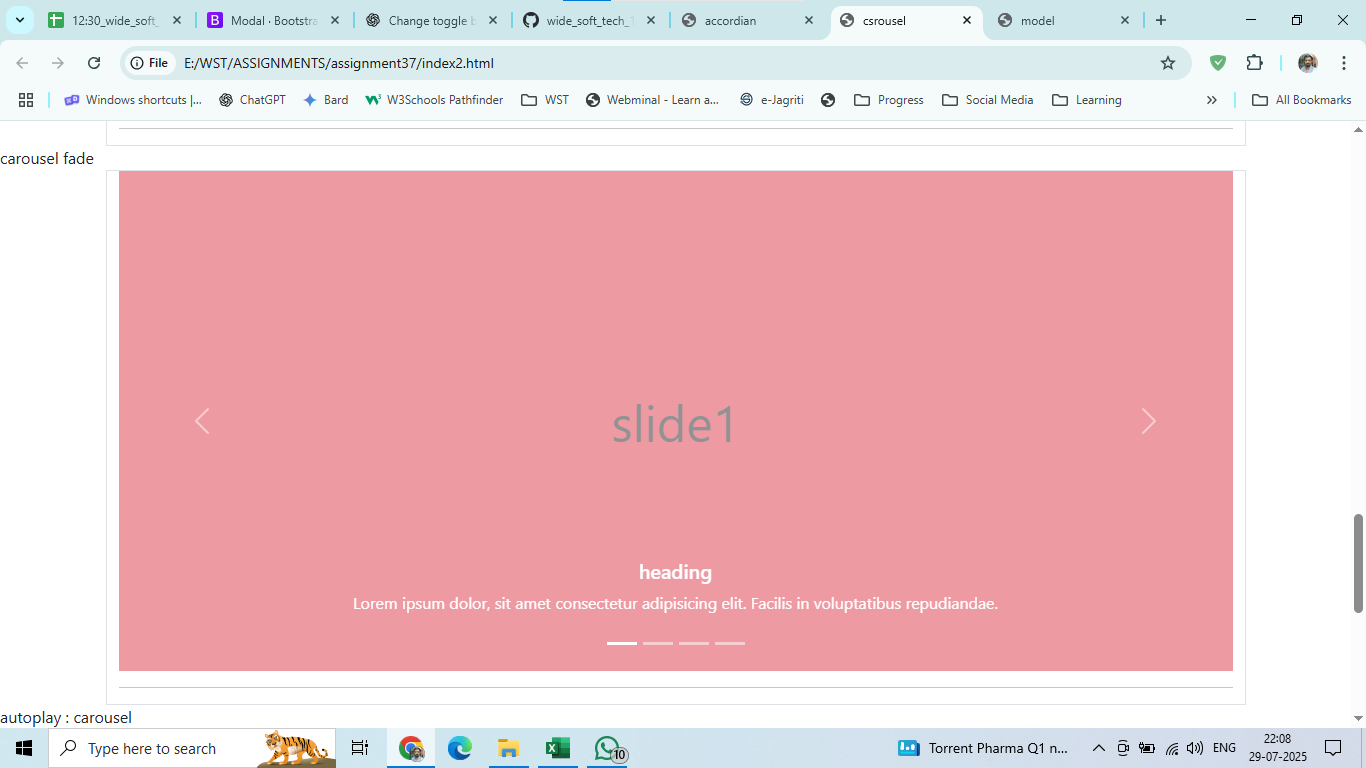 12:30_wide_soft_
Modal · Bootstra
Change toggle b
wide_soft_tech_1
accordian
csrousel
model
File
E:/WST/ASSIGNMENTS/assignment37/index2.html
Windows shortcuts |...
ChatGPT
Bard
W3Schools Pathfinder
WST
Webminal - Learn a...
e-Jagriti
Progress
Social Media
Learning
All Bookmarks
carousel fade
slide1
heading
Lorem ipsum dolor, sit amet consectetur adipisicing elit. Facilis in voluptatibus repudiandae.
autoplay : carousel
Type here to search
10
Torrent Pharma Q1 n...
ENG
22:08
29-07-2025